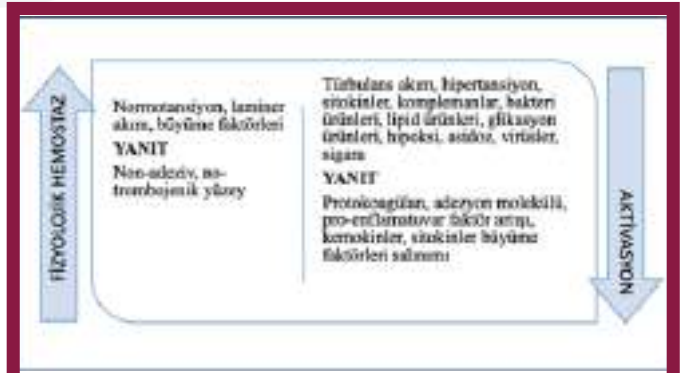 FİZYOLOJİK HEMOSTAZ
Normotansiyon, laminer
akım, büyüme faktörleri
YANIT
Non-adeziv, no-
trombojenik yüzey
Türbulans akım, hipertansiyon,
sitokinler, komplemanlar, bakteri
ürünleri, lipid ürünleri, glikasyon
ürünleri, hipoksi, asidoz, virüsler,
sigara
YANIT
Protokoagülan, adezyon molekülü,
pro-enflamatuvar faktör artışı,
kemokinler, sitokinler büyüme
faktörleri salınımı
AKTİVASYON